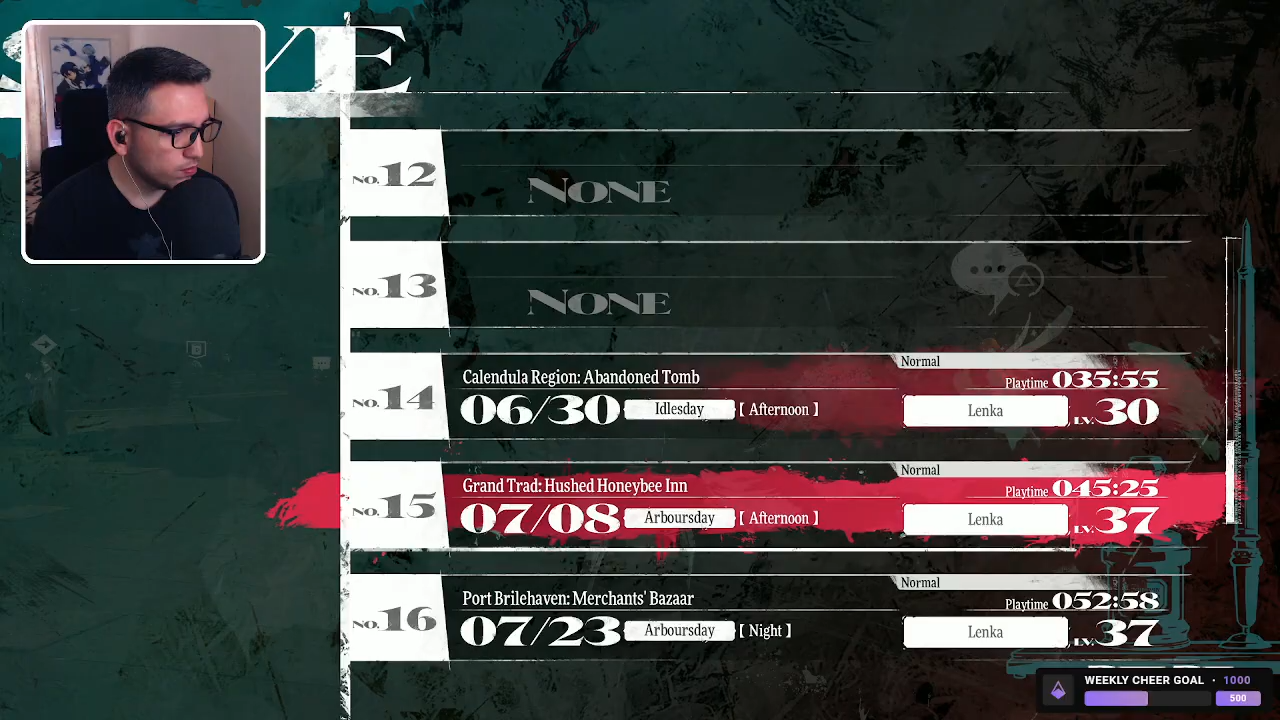 SAVE
NO. 12
NONE
NO. 13
NONE
NO. 14
Calendula Region: Abandoned Tomb
Normal
Playtime 035:55
06/30 Idlesday [ Afternoon ]
Lenka
LV. 30
NO. 15
Grand Trad: Hushed Honeybee Inn
Normal
Playtime 045:25
07/08 Arboursday [ Afternoon ]
Lenka
LV. 37
NO. 16
Port Brilehaven: Merchants' Bazaar
Normal
Playtime 052:58
07/23 Arboursday [ Night ]
Lenka
LV. 37
WEEKLY CHEER GOAL · 1000
500